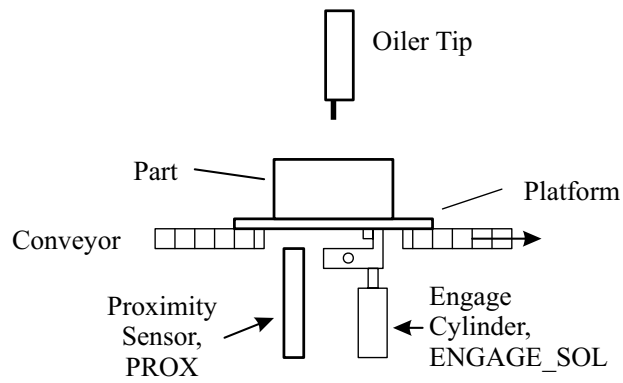 Oiler Tip
Part
Platform
Conveyor
Proximity
Sensor,
PROX
Engage
Cylinder,
ENGAGE_SOL